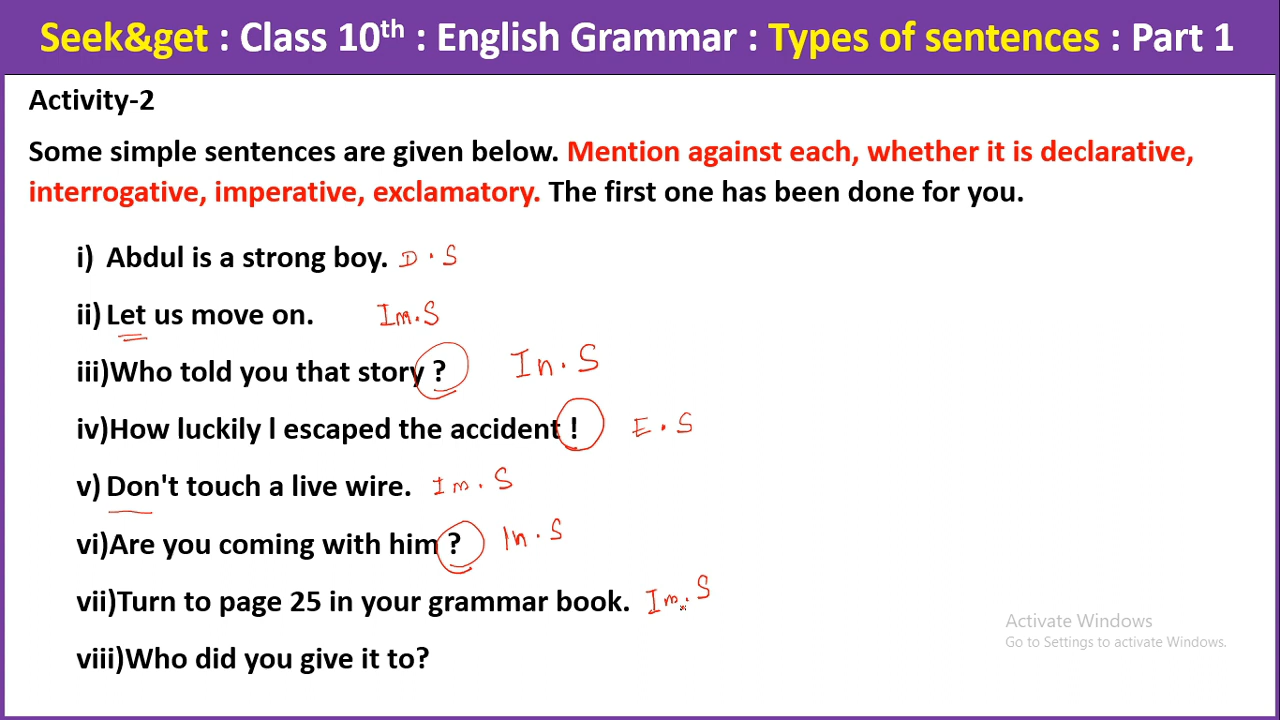 Seek&get : Class 10th : English Grammar : Types of sentences : Part 1
Activity-2
Some simple sentences are given below. Mention against each, whether it is declarative,
interrogative, imperative, exclamatory. The first one has been done for you.
i) Abdul is a strong boy. D.S
ii) Let us move on. Im.S
iii)Who told you that story ? In.S
iv)How luckily l escaped the accident ! E.S
v) Don't touch a live wire. Im.S
vi)Are you coming with him ? In.S
vii)Turn to page 25 in your grammar book. Im.S
viii)Who did you give it to?
Activate Windows
Go to Settings to activate Windows.